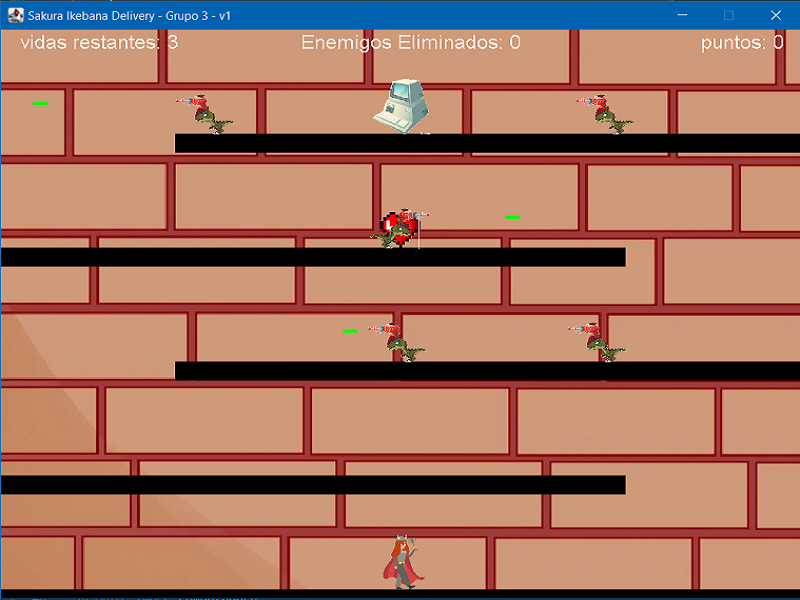 Sakura Ikebana Delivery - Grupo 3 - v1
vidas restantes: 3 Enemigos Eliminados: 0 puntos: 0